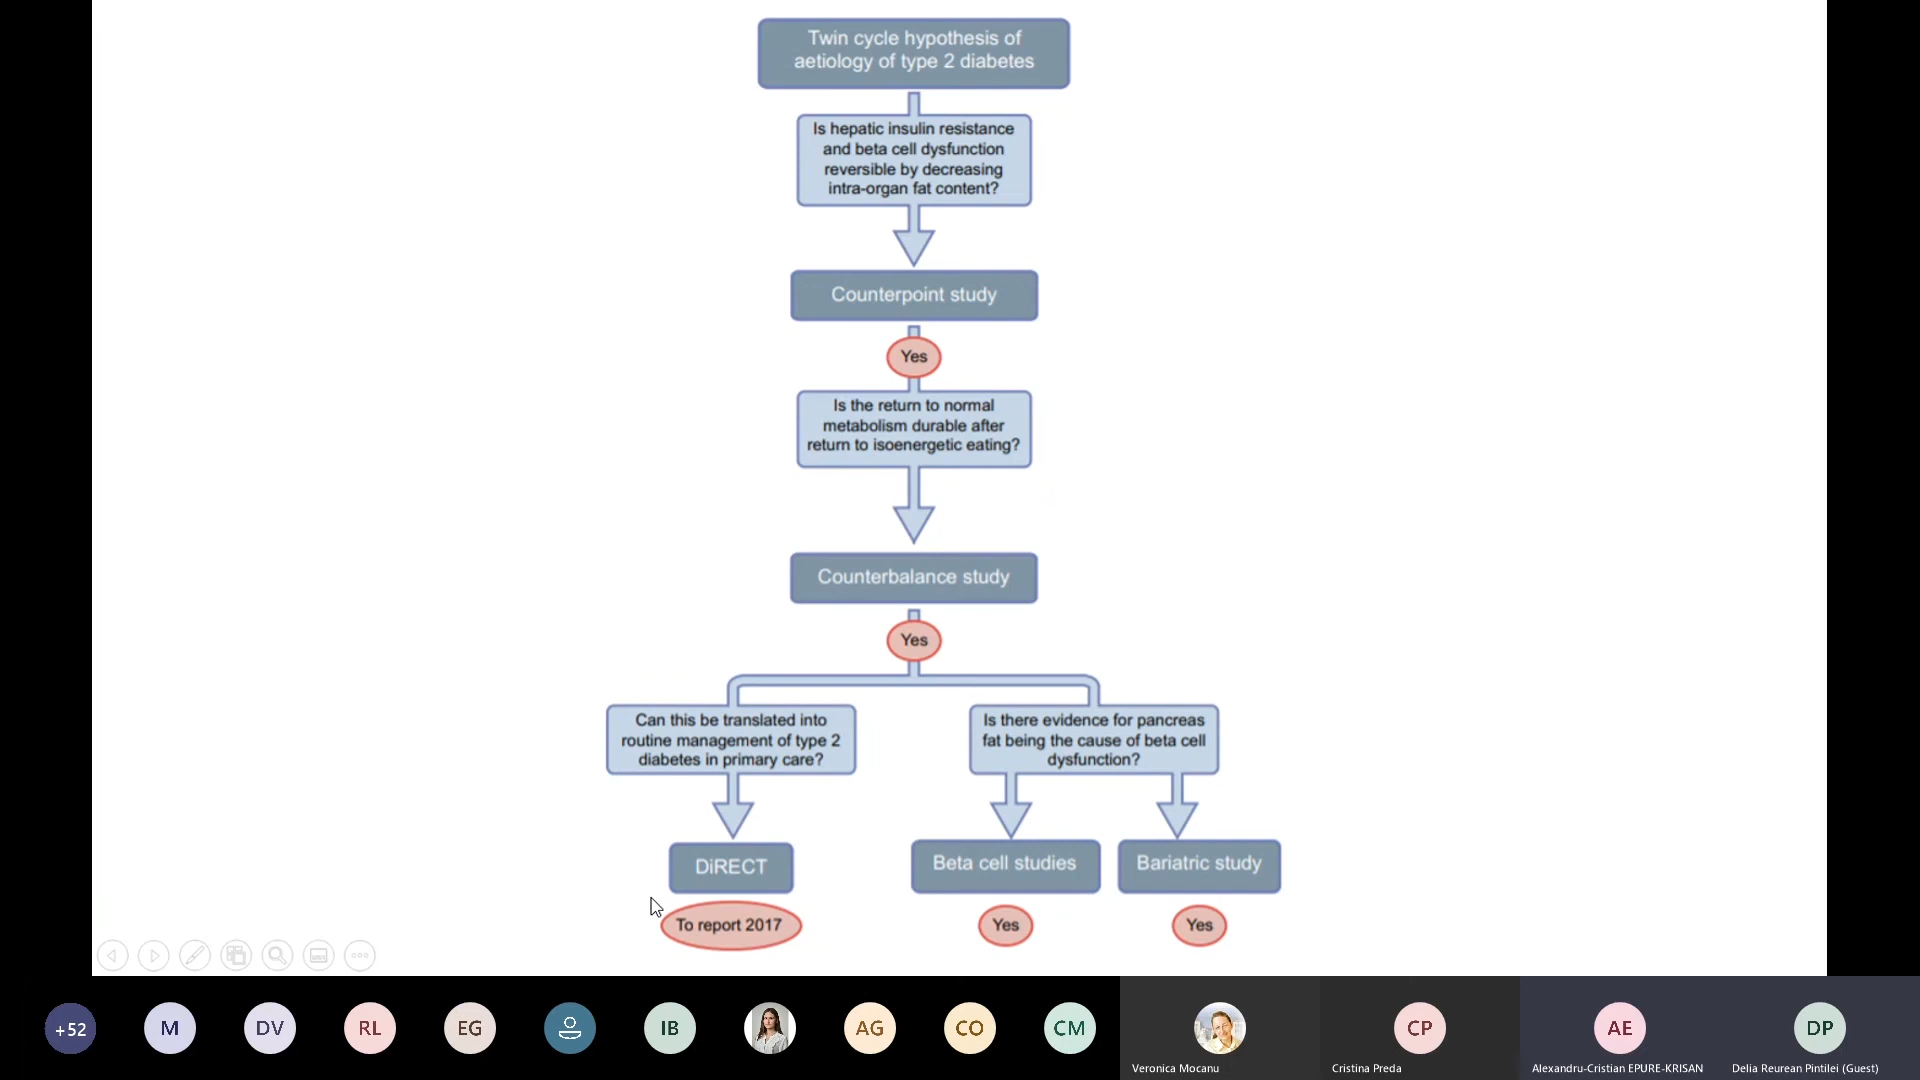 Twin cycle hypothesis of
aetiology of type 2 diabetes
Is hepatic insulin resistance
and beta cell dysfunction
reversible by decreasing
intra-organ fat content?
Counterpoint study
Yes
Is the return to normal
metabolism durable after
return to isoenergetic eating?
Counterbalance study
Yes
Can this be translated into
routine management of type 2
diabetes in primary care?
Is there evidence for pancreas
fat being the cause of beta cell
dysfunction?
DiRECT
Beta cell studies
Bariatric study
To report 2017
Yes
Yes
+52
M
DV
RL
EG
IB
AG
CO
CM
CP
AE
DP
Veronica Mocanu
Cristina Preda
Alexandru-Cristian EPURE-KRISAN
Delia Reurean Pintilei (Guest)